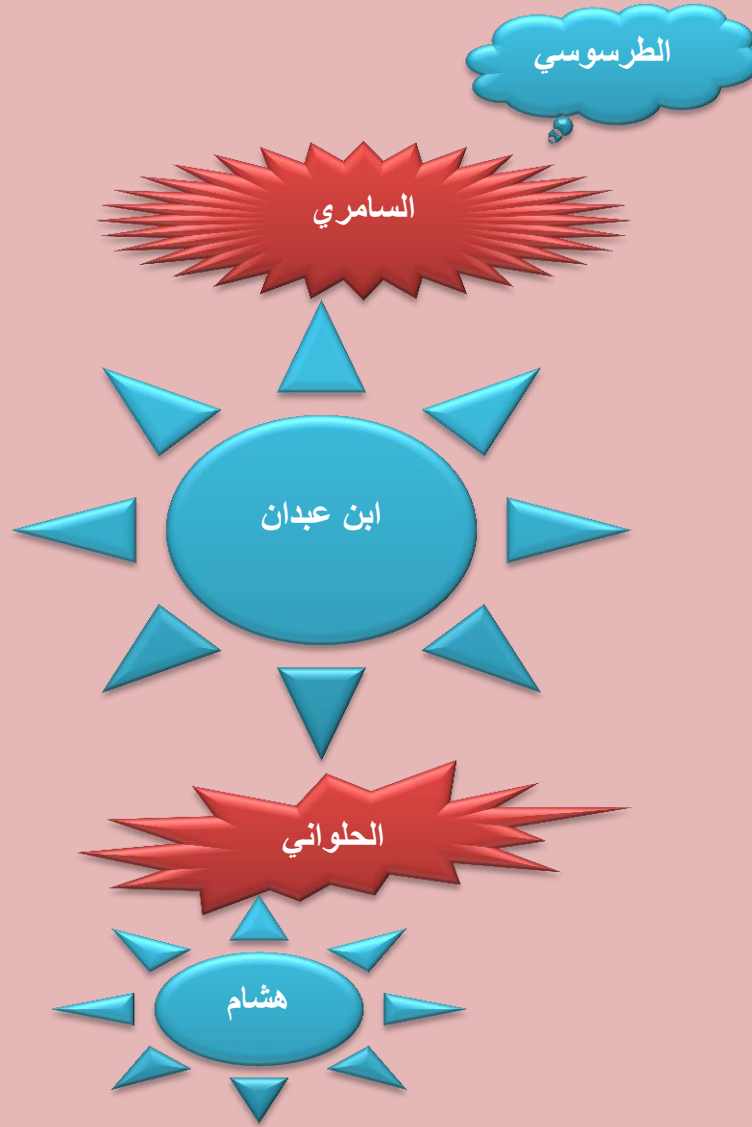 الطرسوسي
السامري
ابن عبدان
الحلواني
هشام